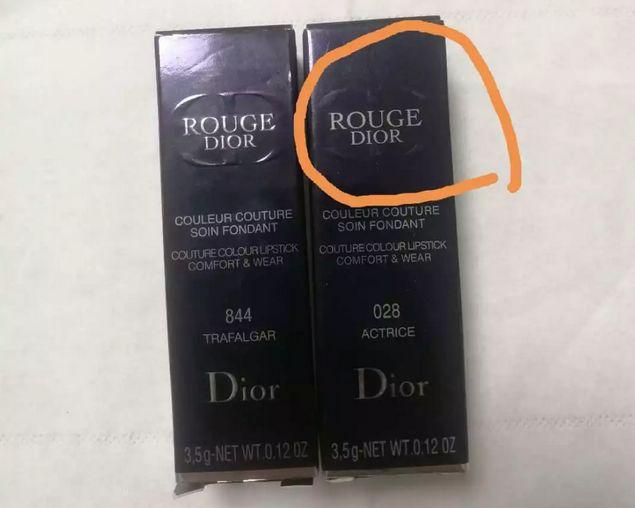 ROUGE
DIOR
COULEUR COUTURE
SOIN FONDANT
COUTURE COLOUR LIPSTICK
COMFORT & WEAR
844
TRAFALGAR
Dior
3,5g-NET WT.0.12 OZ
ROUGE
DIOR
COULEUR COUTURE
SOIN FONDANT
COUTURE COLOUR LIPSTICK
COMFORT & WEAR
028
ACTRICE
Dior
3,5g-NET WT.0.12 OZ